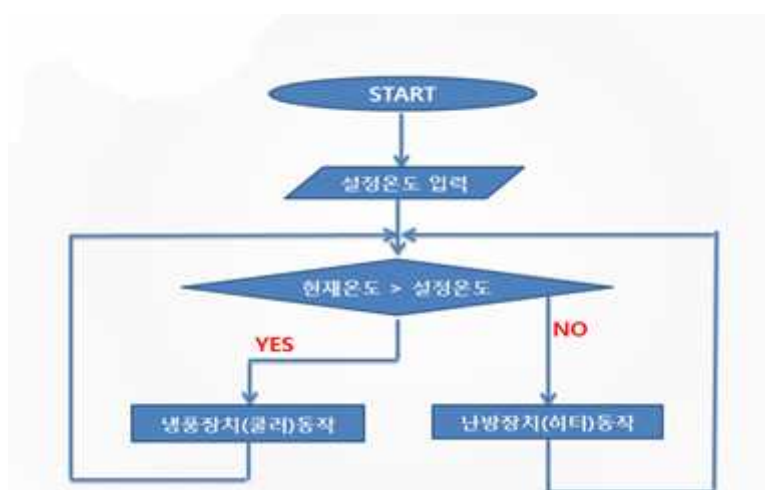 START
설정온도 입력
현재온도 > 설정온도
YES
NO
냉풍장치(쿨러)동작
난방장치(히터)동작